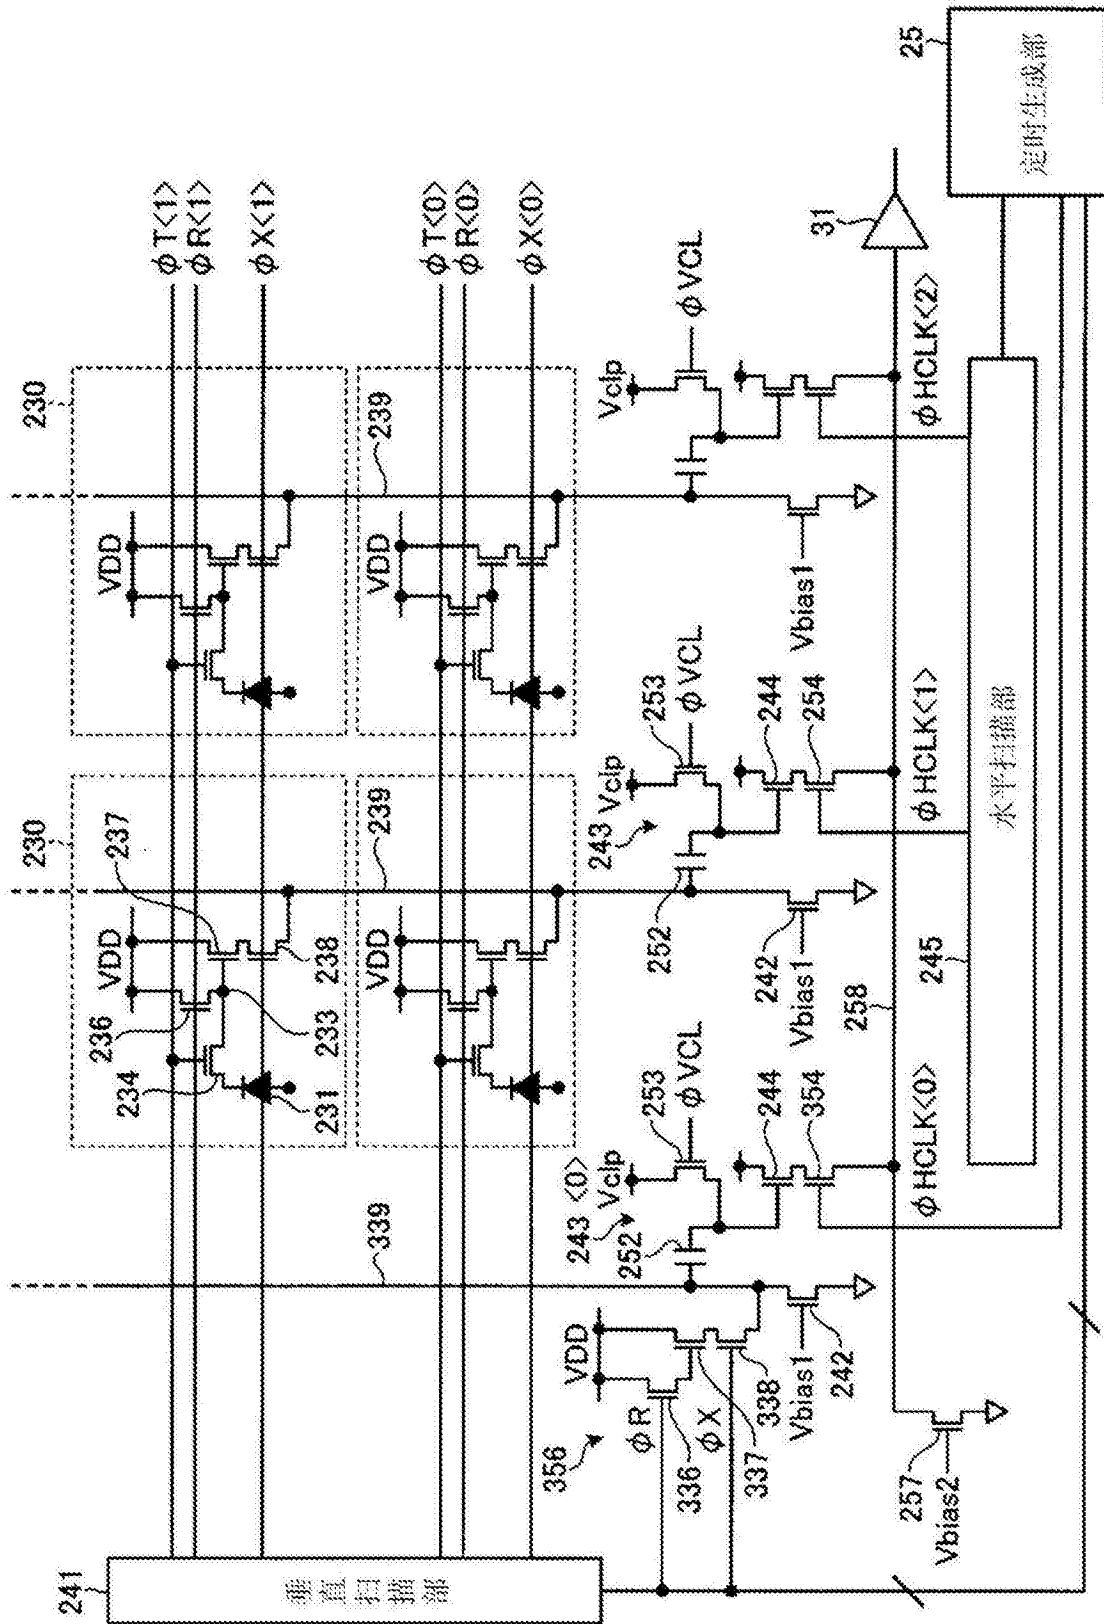 241
垂直扫描部
φT<1>
φR<1>
φX<1>
φT<0>
φR<0>
φX<0>
230
230
VDD
VDD
VDD
VDD
236
234
231
233
237
238
239
239
339
356
VDD
φR
φX
336
337
338
Vbias1
242
243<0>
252
Vclp
253
φVCL
244
354
φHCLK<0>
243
252
Vclp
253
φVCL
244
254
φHCLK<1>
242
Vbias1
Vclp
φVCL
φHCLK<2>
Vbias1
257
Vbias2
258
31
245
水平扫描部
25
定时生成部